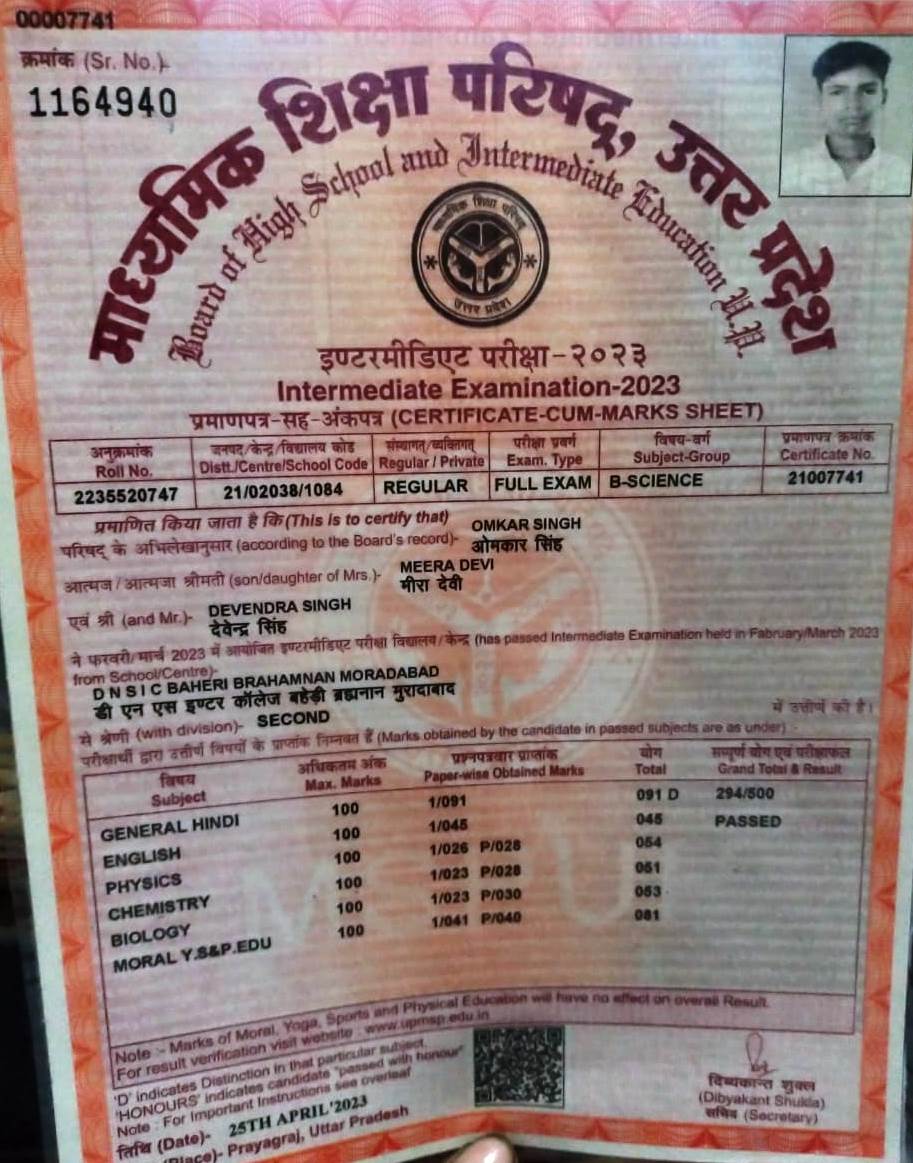 00007741
क्रमांक (Sr. No.)-
1164940
माध्यमिक शिक्षा परिषद्, उत्तर प्रदेश
Board of High School and Intermediate Education U.P.
माध्यमिक शिक्षा परिषद
उत्तर प्रदेश
इण्टरमीडिएट परीक्षा-२०२३
Intermediate Examination-2023
प्रमाणपत्र-सह-अंकपत्र (CERTIFICATE-CUM-MARKS SHEET)
अनुक्रमांक जनपद/केन्द्र/विद्यालय कोड संस्थागत/व्यक्तिगत परीक्षा प्रवर्ग विषय-वर्ग प्रमाणपत्र क्रमांक
Roll No. Distt./Centre/School Code Regular / Private Exam. Type Subject-Group Certificate No.
2235520747 21/02038/1084 REGULAR FULL EXAM B-SCIENCE 21007741
प्रमाणित किया जाता है कि (This is to certify that) OMKAR SINGH
परिषद के अभिलेखानुसार (according to the Board's record)- ओमकार सिंह
आत्मज/आत्मजा श्रीमती (son/daughter of Mrs.)- MEERA DEVI
मीरा देवी
एवं श्री (and Mr.)- DEVENDRA SINGH
देवेन्द्र सिंह
ने फरवरी/मार्च 2023 में आयोजित इण्टरमीडिएट परीक्षा विद्यालय/केन्द्र (has passed Intermediate Examination held in Fabruary/March 2023
from School/Centre)-
D N S I C BAHERI BRAHAMNAN MORADABAD
डी एन एस इण्टर कॉलेज बहेड़ी ब्रह्मनान मुरादाबाद
में उत्तीर्ण की है।
से श्रेणी (with division)- SECOND
परीक्षार्थी द्वारा उत्तीर्ण विषयों के प्राप्तांक निम्नवत हैं (Marks obtained by the candidate in passed subjects are as under) -
विषय अधिकतम अंक प्रश्नपत्रवार प्राप्तांक योग सम्पूर्ण योग एवं परीक्षाफल
Subject Max. Marks Paper-wise Obtained Marks Total Grand Total & Result
GENERAL HINDI 100 1/091 091 D 294/500
ENGLISH 100 1/045 045 PASSED
PHYSICS 100 1/026 P/028 054
CHEMISTRY 100 1/023 P/028 051
BIOLOGY 100 1/023 P/030 053
MORAL Y.S&P.EDU 100 1/041 P/040 081
Note :- Marks of Moral, Yoga, Sports and Physical Education will have no effect on overall Result.
For result verification visit website : www.upmsp.edu.in
'D' indicates Distinction in that particular subject.
'HONOURS' indicates candidate "passed with honour"
Note : For Important Instructions see overleaf
तिथि (Date)- 25TH APRIL'2023
(Place)- Prayagraj, Uttar Pradesh
दिब्यकान्त शुक्ल
(Dibyakant Shukla)
सचिव (Secretary)